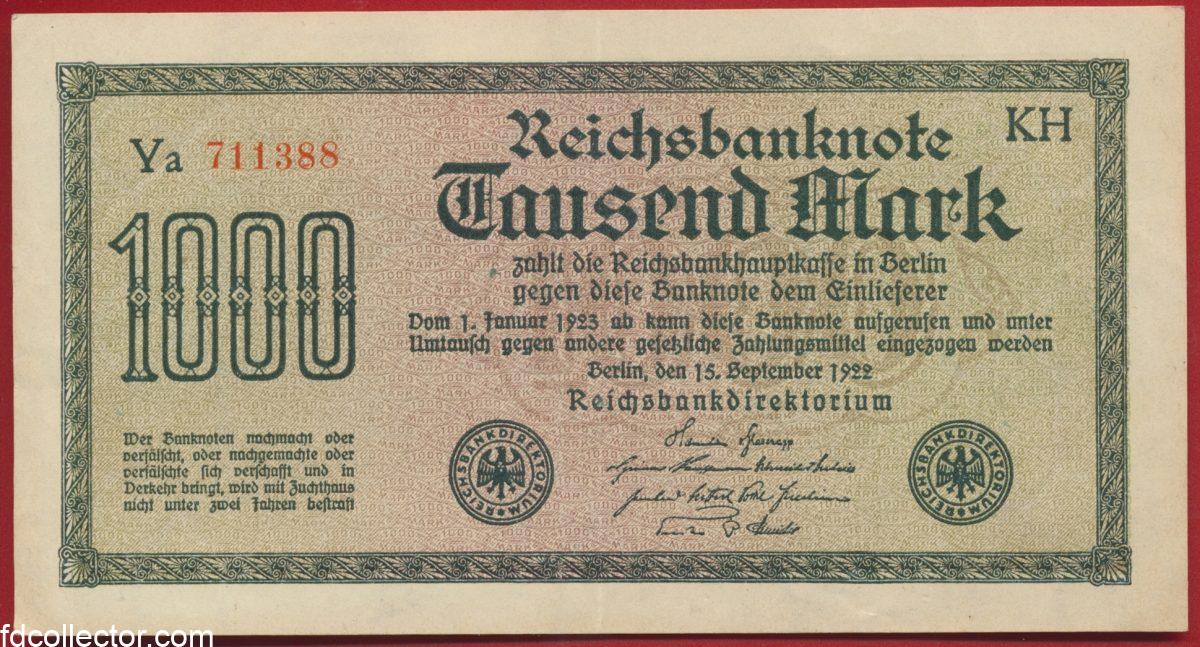 Ya 711388
KH
Reichsbanknote
Tausend Mark
1000
zahlt die Reichsbankhauptkasse in Berlin
gegen diese Banknote dem Einlieferer
Vom 1. Januar 1923 ab kann diese Banknote aufgerufen und unter
Umtausch gegen andere gesetzliche Zahlungsmittel eingezogen werden
Berlin, den 15. September 1922
Reichsbankdirektorium
Wer Banknoten nachmacht oder
verfälscht, oder nachgemachte oder
verfälschte sich verschafft und in
Verkehr bringt, wird mit Zuchthaus
nicht unter zwei Jahren bestraft
REICHSBANKDIREKTORIUM
REICHSBANKDIREKTORIUM
fdcollector.com